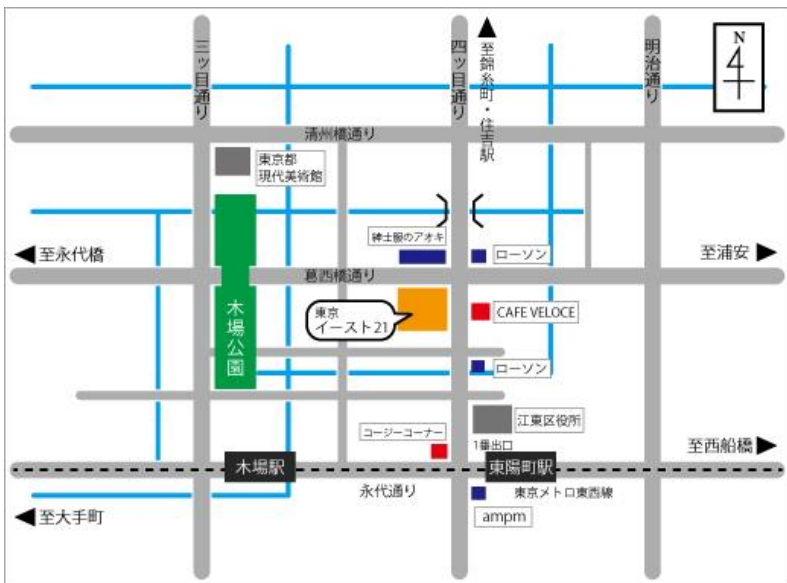 三ッ目通り
四ッ目通り
至錦糸町・住吉駅
明治通り
N
清州橋通り
東京都
現代美術館
紳士服のアオキ
ローソン
至永代橋
至浦安
葛西橋通り
木場公園
東京
イースト21
CAFE VELOCE
ローソン
コージーコーナー
江東区役所
1番出口
至西船橋
木場駅
東陽町駅
永代通り
東京メトロ東西線
至大手町
ampm